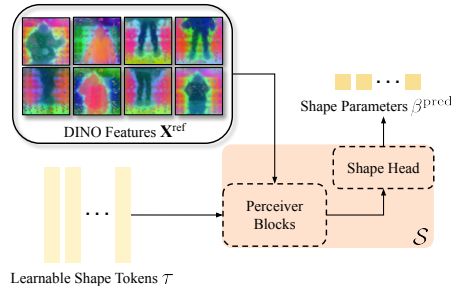 DINO Features X^ref
Shape Parameters β^pred
Shape Head
Perceiver
Blocks
S
Learnable Shape Tokens τ